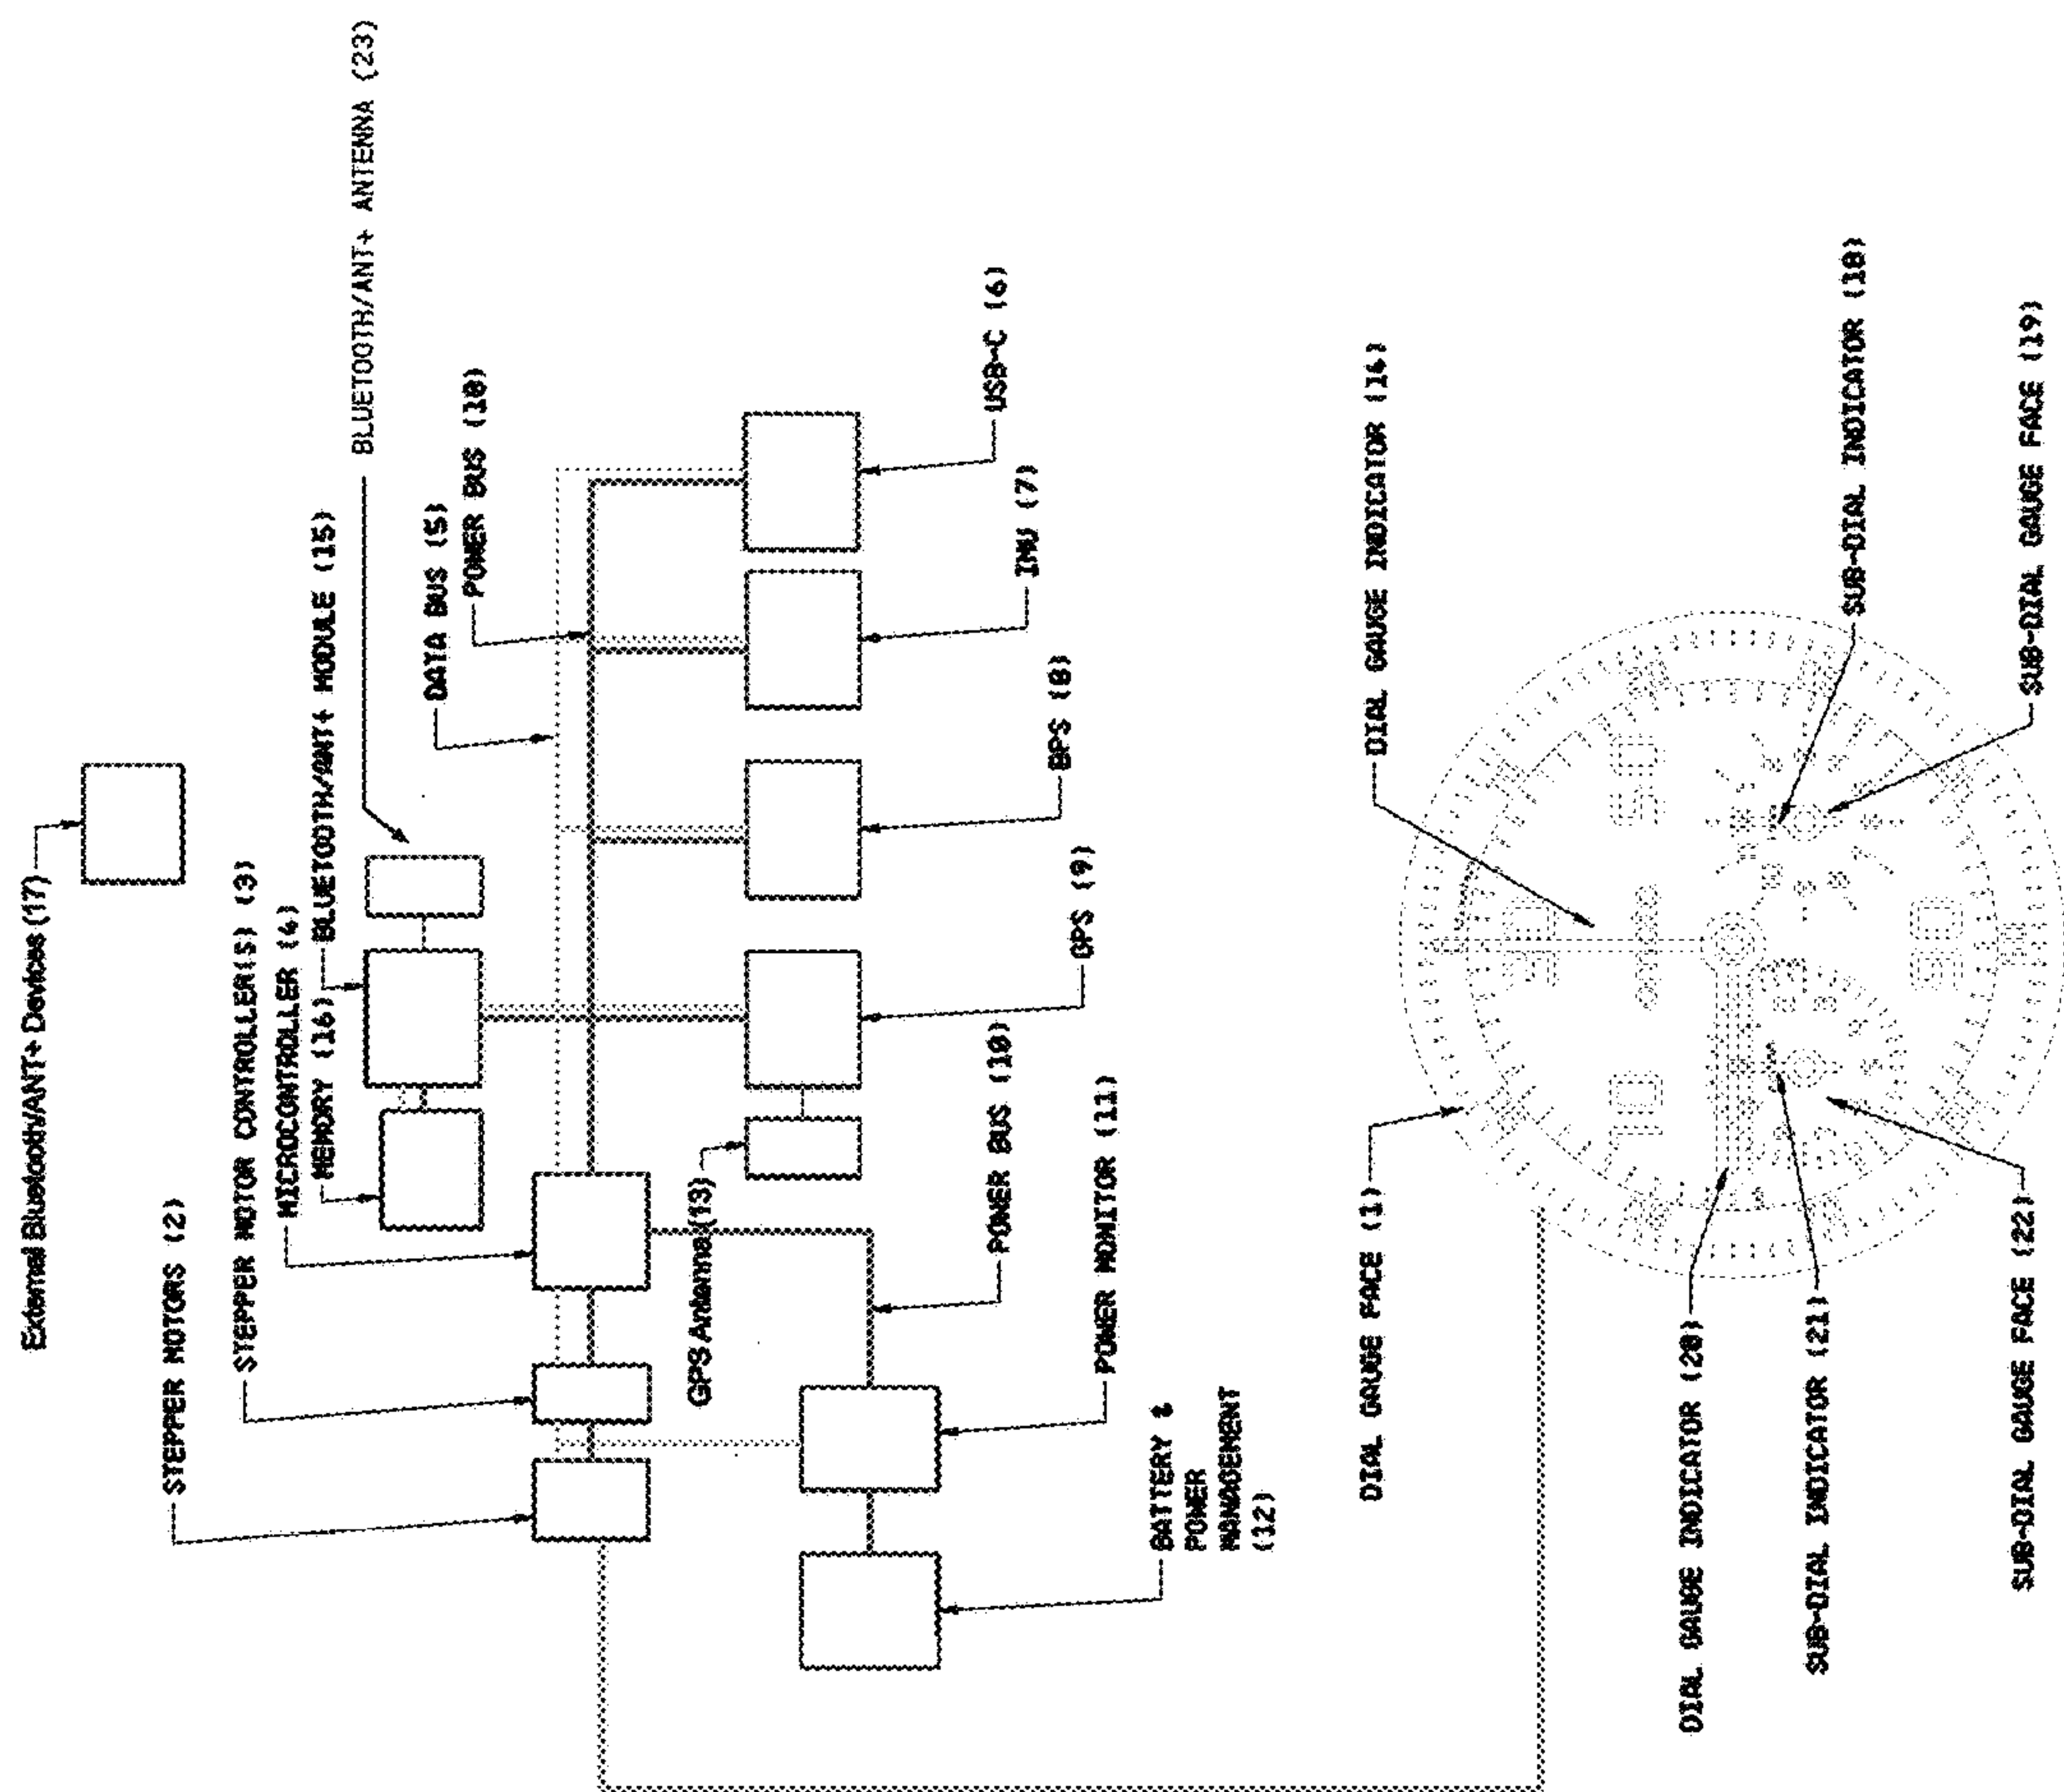 External Bluetooth/ANT+ Devices (17)
STEPPER MOTORS (2)
STEPPER MOTOR CONTROLLER(S) (3)
MICROCONTROLLER (4)
MEMORY (16)
BLUETOOTH/ANT+ MODULE (15)
BLUETOOTH/ANT+ ANTENNA (23)
DATA BUS (5)
POWER BUS (10)
GPS Antenna (13)
USB-C (6)
IMU (7)
BPS (8)
GPS (9)
POWER BUS (10)
POWER MONITOR (11)
BATTERY &
POWER
MANAGEMENT
(12)
DIAL GAUGE FACE (1)
DIAL GAUGE INDICATOR (14)
10
50
DIAL GAUGE INDICATOR (20)
SUB-DIAL INDICATOR (21)
SUB-DIAL INDICATOR (18)
SUB-DIAL GAUGE FACE (22)
SUB-DIAL GAUGE FACE (19)